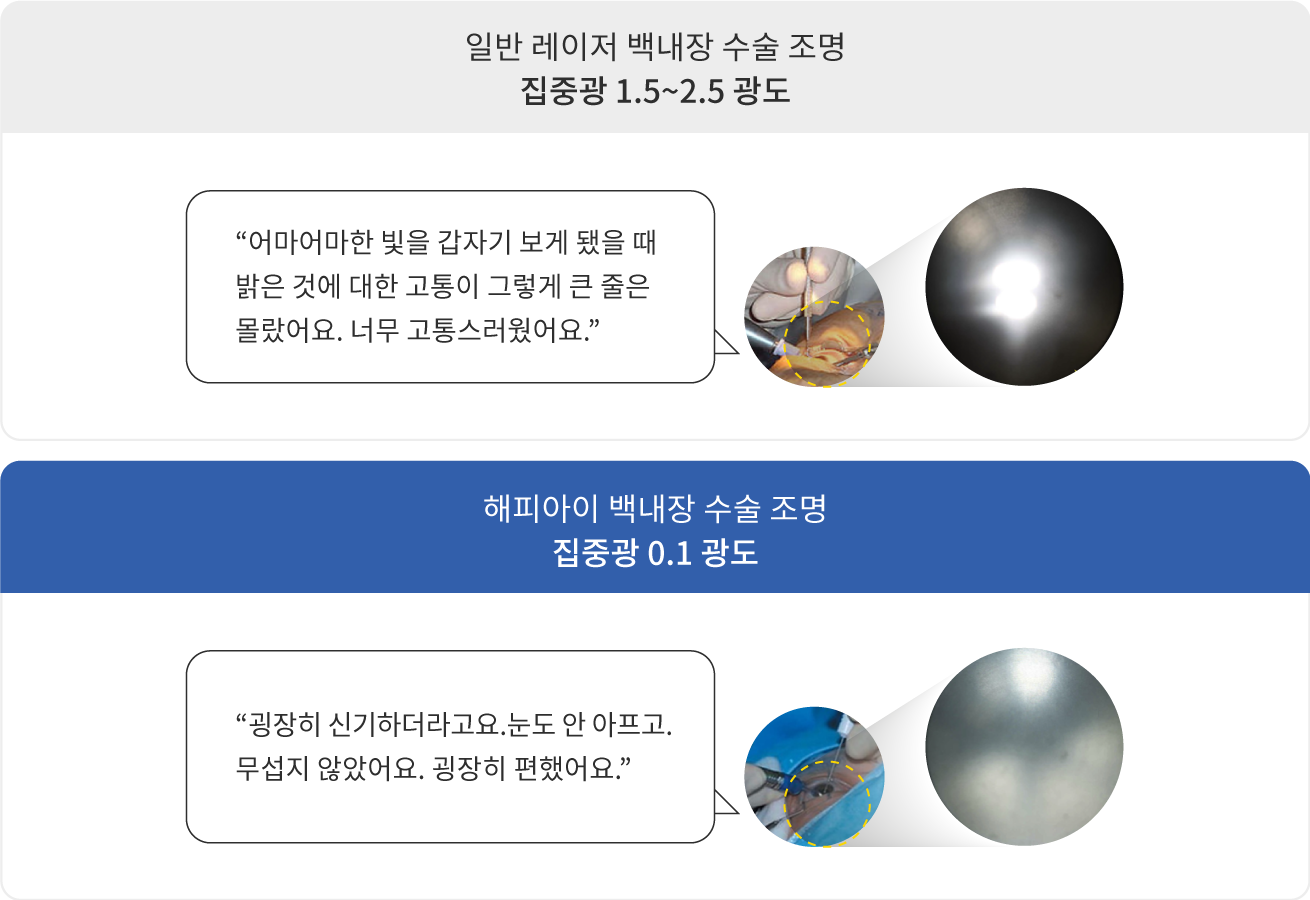 일반 레이저 백내장 수술 조명
집중광 1.5~2.5 광도
“어마어마한 빛을 갑자기 보게 됐을 때
밝은 것에 대한 고통이 그렇게 큰 줄은
몰랐어요. 너무 고통스러웠어요.”
해피아이 백내장 수술 조명
집중광 0.1 광도
“굉장히 신기하더라고요.눈도 안 아프고.
무섭지 않았어요. 굉장히 편했어요.”